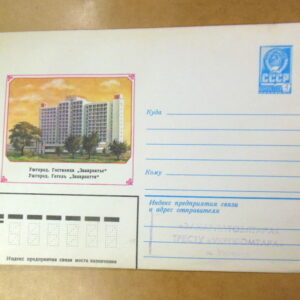 СССР
Куда
Ужгород. Гостиница „Закарпатье"
Ужгород. Готель „Закарпаття"
Кому
Индекс предприятия связи
и адрес отправителя
Индекс предприятия связи места назначения